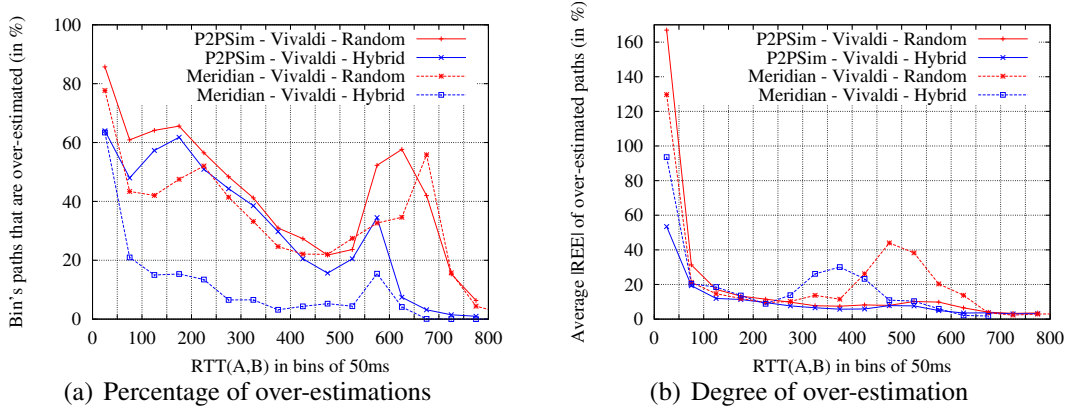 Bin's paths that are over-estimated (in %)
100
80
60
40
20
0
P2PSim - Vivaldi - Random
P2PSim - Vivaldi - Hybrid
Meridian - Vivaldi - Random
Meridian - Vivaldi - Hybrid
0 100 200 300 400 500 600 700 800
RTT(A,B) in bins of 50ms
(a) Percentage of over-estimations
Average |REE| of over-estimated paths (in %)
160
140
120
100
80
60
40
20
0
P2PSim - Vivaldi - Random
P2PSim - Vivaldi - Hybrid
Meridian - Vivaldi - Random
Meridian - Vivaldi - Hybrid
0 100 200 300 400 500 600 700 800
RTT(A,B) in bins of 50ms
(b) Degree of over-estimation